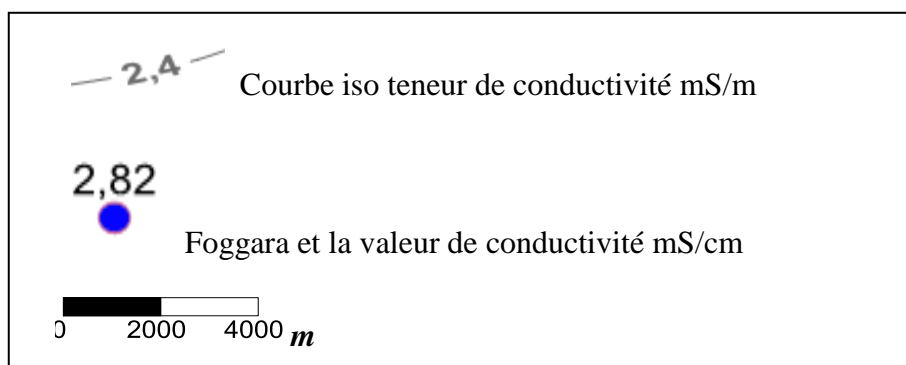 — 2,4 — Courbe iso teneur de conductivité mS/m
2,82
Foggara et la valeur de conductivité mS/cm
0 2000 4000 m